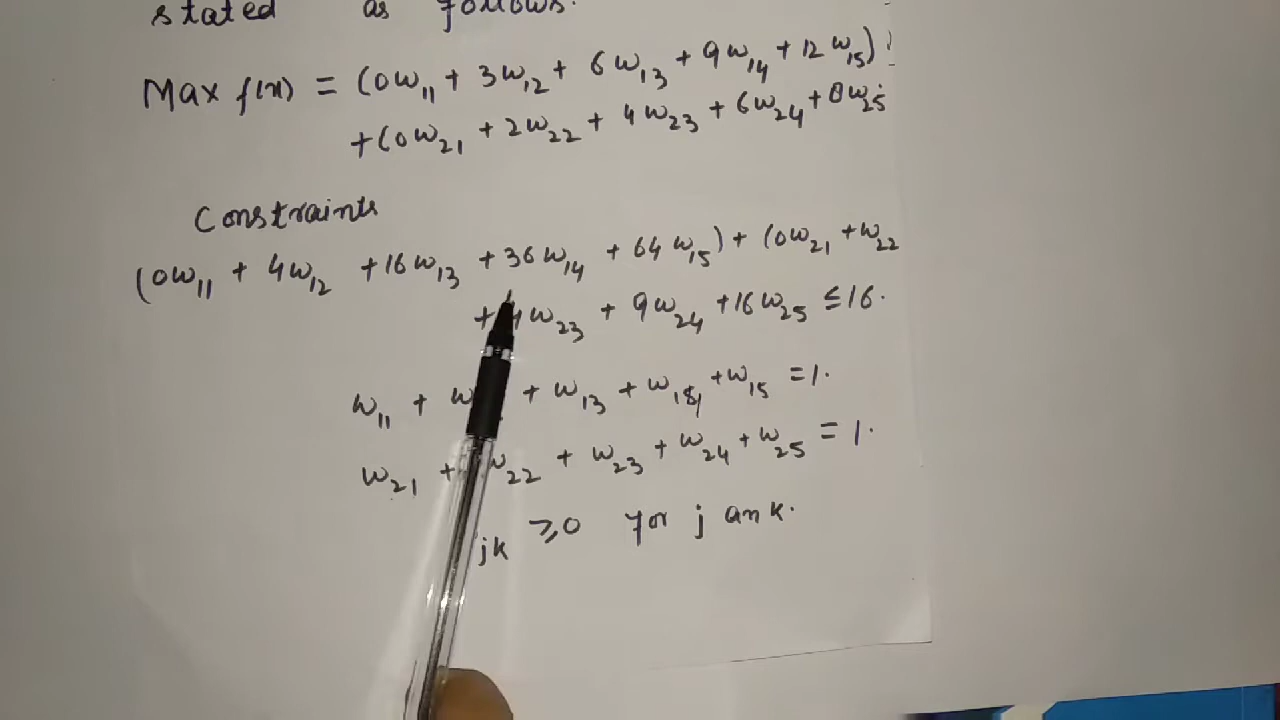 stated as follows.
Max f(x) = (0w₁₁ + 3w₁₂ + 6w₁₃ + 9w₁₄ + 12w₁₅)
+(0w₂₁ + 2w₂₂ + 4w₂₃ + 6w₂₄ + 8w₂₅
Constraints
(0w₁₁ + 4w₁₂ + 16w₁₃ + 36w₁₄ + 64w₁₅) + (0w₂₁ + w₂₂
+ 4w₂₃ + 9w₂₄ + 16w₂₅ ≤ 16.
w₁₁ + w + w₁₃ + w₁₄ + w₁₅ = 1.
w₂₁ + w₂₂ + w₂₃ + w₂₄ + w₂₅ = 1.
jk ≥0 for j an k.